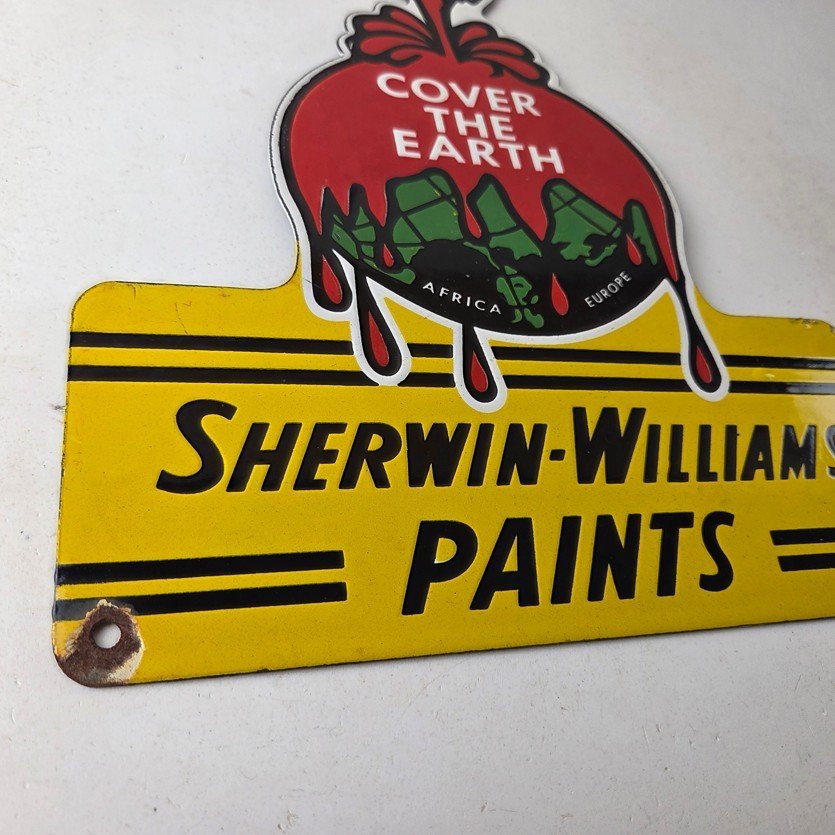 COVER
THE
EARTH
AFRICA
EUROPE
SHERWIN-WILLIAMS
PAINTS